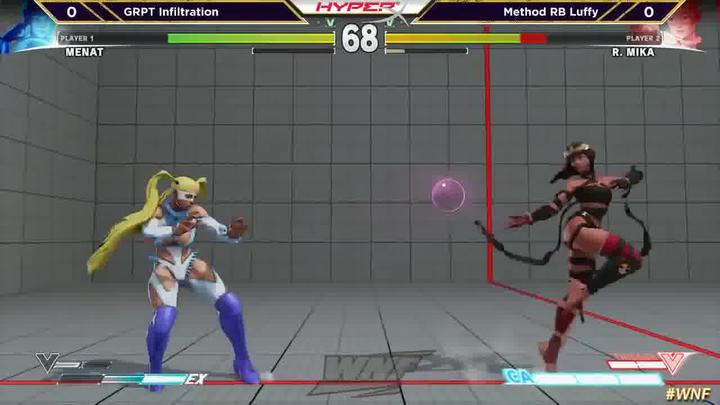 0 GRPT Infiltration HYPER Method RB Luffy 0
PLAYER 1 68 PLAYER 2
MENAT R. MIKA
V EX WNF CA V
#WNF